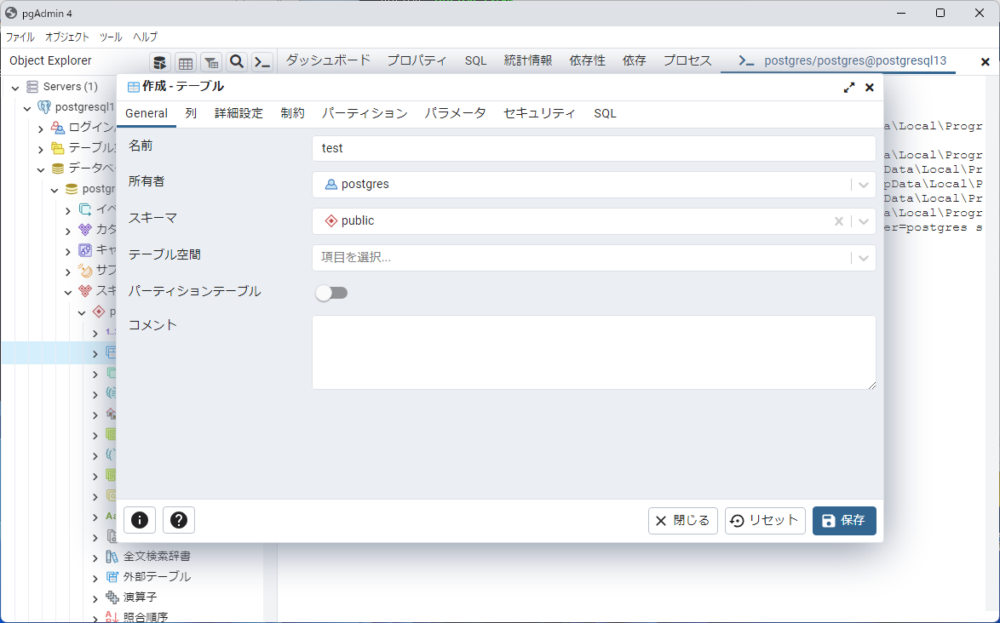 pgAdmin 4
ファイル オブジェクト ツール ヘルプ
Object Explorer
ダッシュボード プロパティ SQL 統計情報 依存性 依存 プロセス postgres/postgres@postgresql13
Servers (1)
postgresql1
ログイン
テーブル
データベ
postgr
イベ
カタ
キャ
サブ
スキ
p
1..
Aa
全文検索辞書
外部テーブル
演算子
照合順序
作成 - テーブル
General 列 詳細設定 制約 パーティション パラメータ セキュリティ SQL
名前 test
所有者 postgres
スキーマ public
テーブル空間 項目を選択...
パーティションテーブル
コメント
閉じる リセット 保存
a\Local\Progr
a\Local\Progr
Data\Local\Pr
pData\Local\P
Data\Local\Pr
a\Local\Progr
er=postgres s